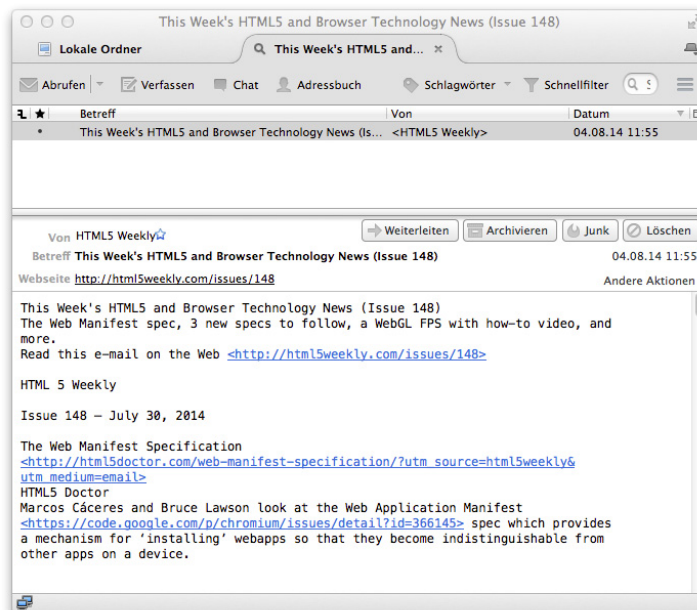 This Week's HTML5 and Browser Technology News (Issue 148)
Lokale Ordner
This Week's HTML5 and...
Abrufen
Verfassen
Chat
Adressbuch
Schlagwörter
Schnellfilter
S
Betreff Von Datum
This Week's HTML5 and Browser Technology News (Is... <HTML5 Weekly> 04.08.14 11:55
Von HTML5 Weekly
Weiterleiten
Archivieren
Junk
Löschen
Betreff This Week's HTML5 and Browser Technology News (Issue 148) 04.08.14 11:55
Webseite http://html5weekly.com/issues/148 Andere Aktionen
This Week's HTML5 and Browser Technology News (Issue 148)
The Web Manifest spec, 3 new specs to follow, a WebGL FPS with how-to video, and
more.
Read this e-mail on the Web <http://html5weekly.com/issues/148>
HTML 5 Weekly
Issue 148 — July 30, 2014
The Web Manifest Specification
<http://html5doctor.com/web-manifest-specification/?utm_source=html5weekly&
utm_medium=email>
HTML5 Doctor
Marcos Cáceres and Bruce Lawson look at the Web Application Manifest
<https://code.google.com/p/chromium/issues/detail?id=366145> spec which provides
a mechanism for ‘installing’ webapps so that they become indistinguishable from
other apps on a device.